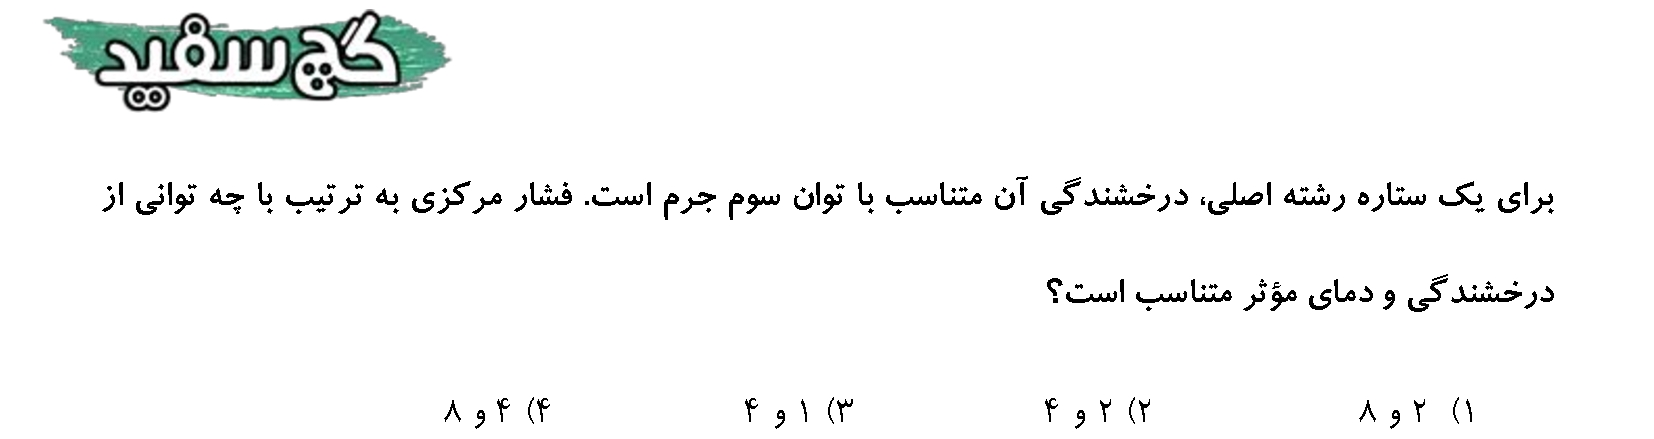 گچ سفید
برای یک ستاره رشته اصلی، درخشندگی آن متناسب با توان سوم جرم است. فشار مرکزی به ترتیب با چه توانی از
درخشندگی و دمای مؤثر متناسب است؟
۱) ۲ و ۸ ۲) ۲ و ۴ ۳) ۱ و ۴ ۴) ۴ و ۸